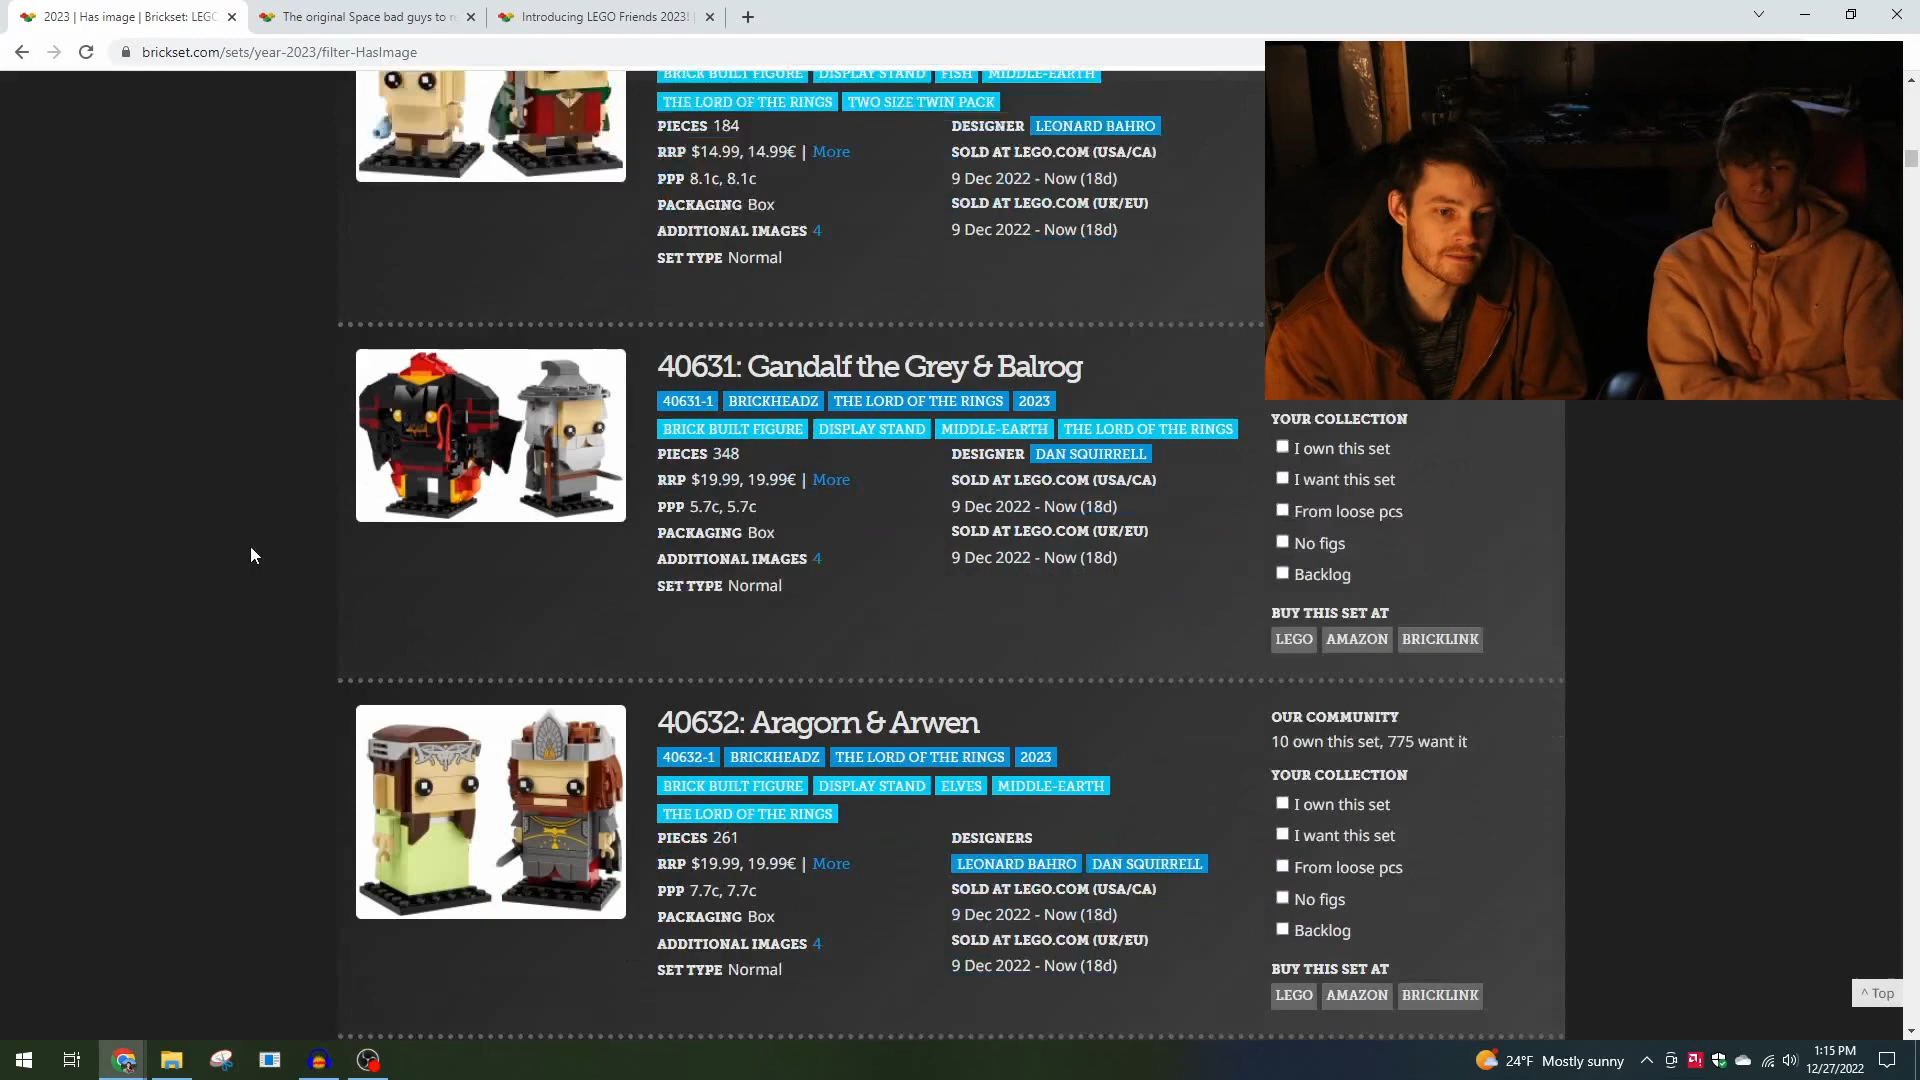 2023 | Has image | Brickset: LEGO
The original Space bad guys to r
Introducing LEGO Friends 2023!
brickset.com/sets/year-2023/filter-HasImage
BRICK BUILT FIGURE DISPLAY STAND FISH MIDDLE-EARTH
THE LORD OF THE RINGS TWO SIZE TWIN PACK
PIECES 184
DESIGNER LEONARD BAHRO
RRP $14.99, 14.99€ | More
SOLD AT LEGO.COM (USA/CA)
PPP 8.1c, 8.1c
9 Dec 2022 - Now (18d)
PACKAGING Box
SOLD AT LEGO.COM (UK/EU)
ADDITIONAL IMAGES 4
9 Dec 2022 - Now (18d)
SET TYPE Normal
40631: Gandalf the Grey & Balrog
40631-1 BRICKHEADZ THE LORD OF THE RINGS 2023
BRICK BUILT FIGURE DISPLAY STAND MIDDLE-EARTH THE LORD OF THE RINGS
PIECES 348
DESIGNER DAN SQUIRRELL
RRP $19.99, 19.99€ | More
SOLD AT LEGO.COM (USA/CA)
PPP 5.7c, 5.7c
9 Dec 2022 - Now (18d)
PACKAGING Box
SOLD AT LEGO.COM (UK/EU)
ADDITIONAL IMAGES 4
9 Dec 2022 - Now (18d)
SET TYPE Normal
YOUR COLLECTION
I own this set
I want this set
From loose pcs
No figs
Backlog
BUY THIS SET AT
LEGO AMAZON BRICKLINK
40632: Aragorn & Arwen
40632-1 BRICKHEADZ THE LORD OF THE RINGS 2023
BRICK BUILT FIGURE DISPLAY STAND ELVES MIDDLE-EARTH
THE LORD OF THE RINGS
PIECES 261
DESIGNERS
RRP $19.99, 19.99€ | More
LEONARD BAHRO DAN SQUIRRELL
PPP 7.7c, 7.7c
SOLD AT LEGO.COM (USA/CA)
9 Dec 2022 - Now (18d)
PACKAGING Box
SOLD AT LEGO.COM (UK/EU)
ADDITIONAL IMAGES 4
9 Dec 2022 - Now (18d)
SET TYPE Normal
OUR COMMUNITY
10 own this set, 775 want it
YOUR COLLECTION
I own this set
I want this set
From loose pcs
No figs
Backlog
BUY THIS SET AT
LEGO AMAZON BRICKLINK
^ Top
24°F Mostly sunny
1:15 PM
12/27/2022